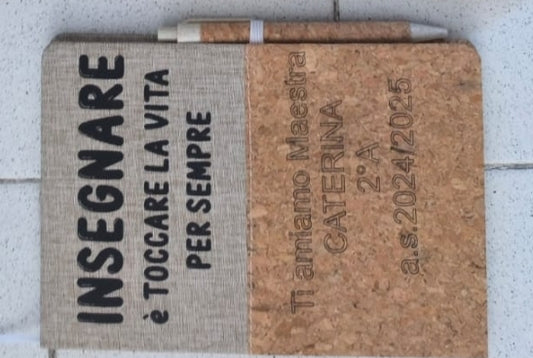 INSEGNARE
è TOCCARE LA VITA
PER SEMPRE
Ti amiamo Maestra
CATERINA
2°A
a.s.2024/2025